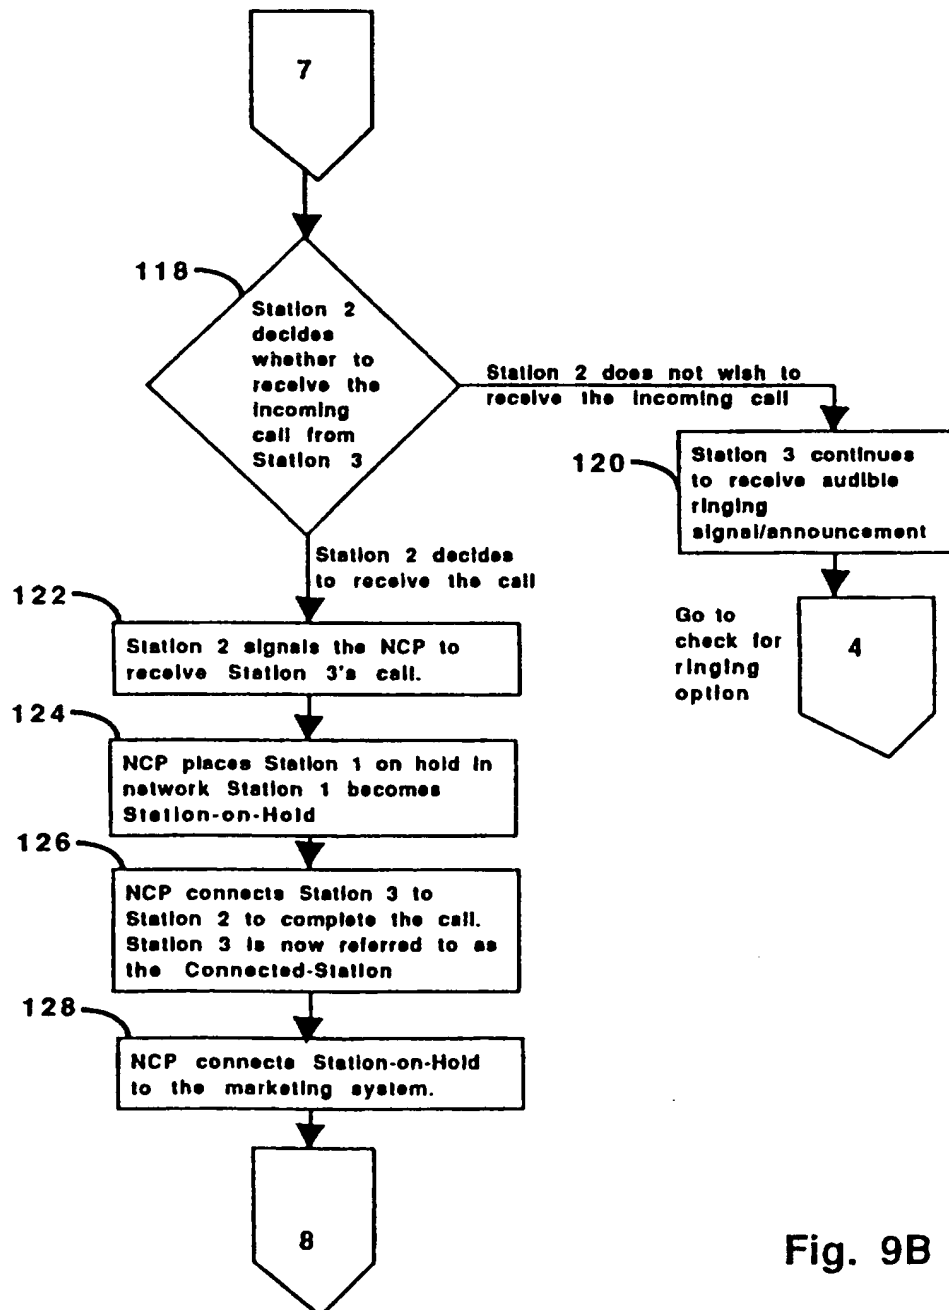 7
118
Station 2
decides
whether to
receive the
incoming
call from
Station 3
Station 2 does not wish to
receive the incoming call
120
Station 3 continues
to receive audible
ringing
signal/announcement
Station 2 decides
to receive the call
122
Station 2 signals the NCP to
receive Station 3's call.
Go to
check for
ringing
option
4
124
NCP places Station 1 on hold in
network Station 1 becomes
Station-on-Hold
126
NCP connects Station 3 to
Station 2 to complete the call.
Station 3 is now referred to as
the Connected-Station
128
NCP connects Station-on-Hold
to the marketing system.
8
Fig. 9B